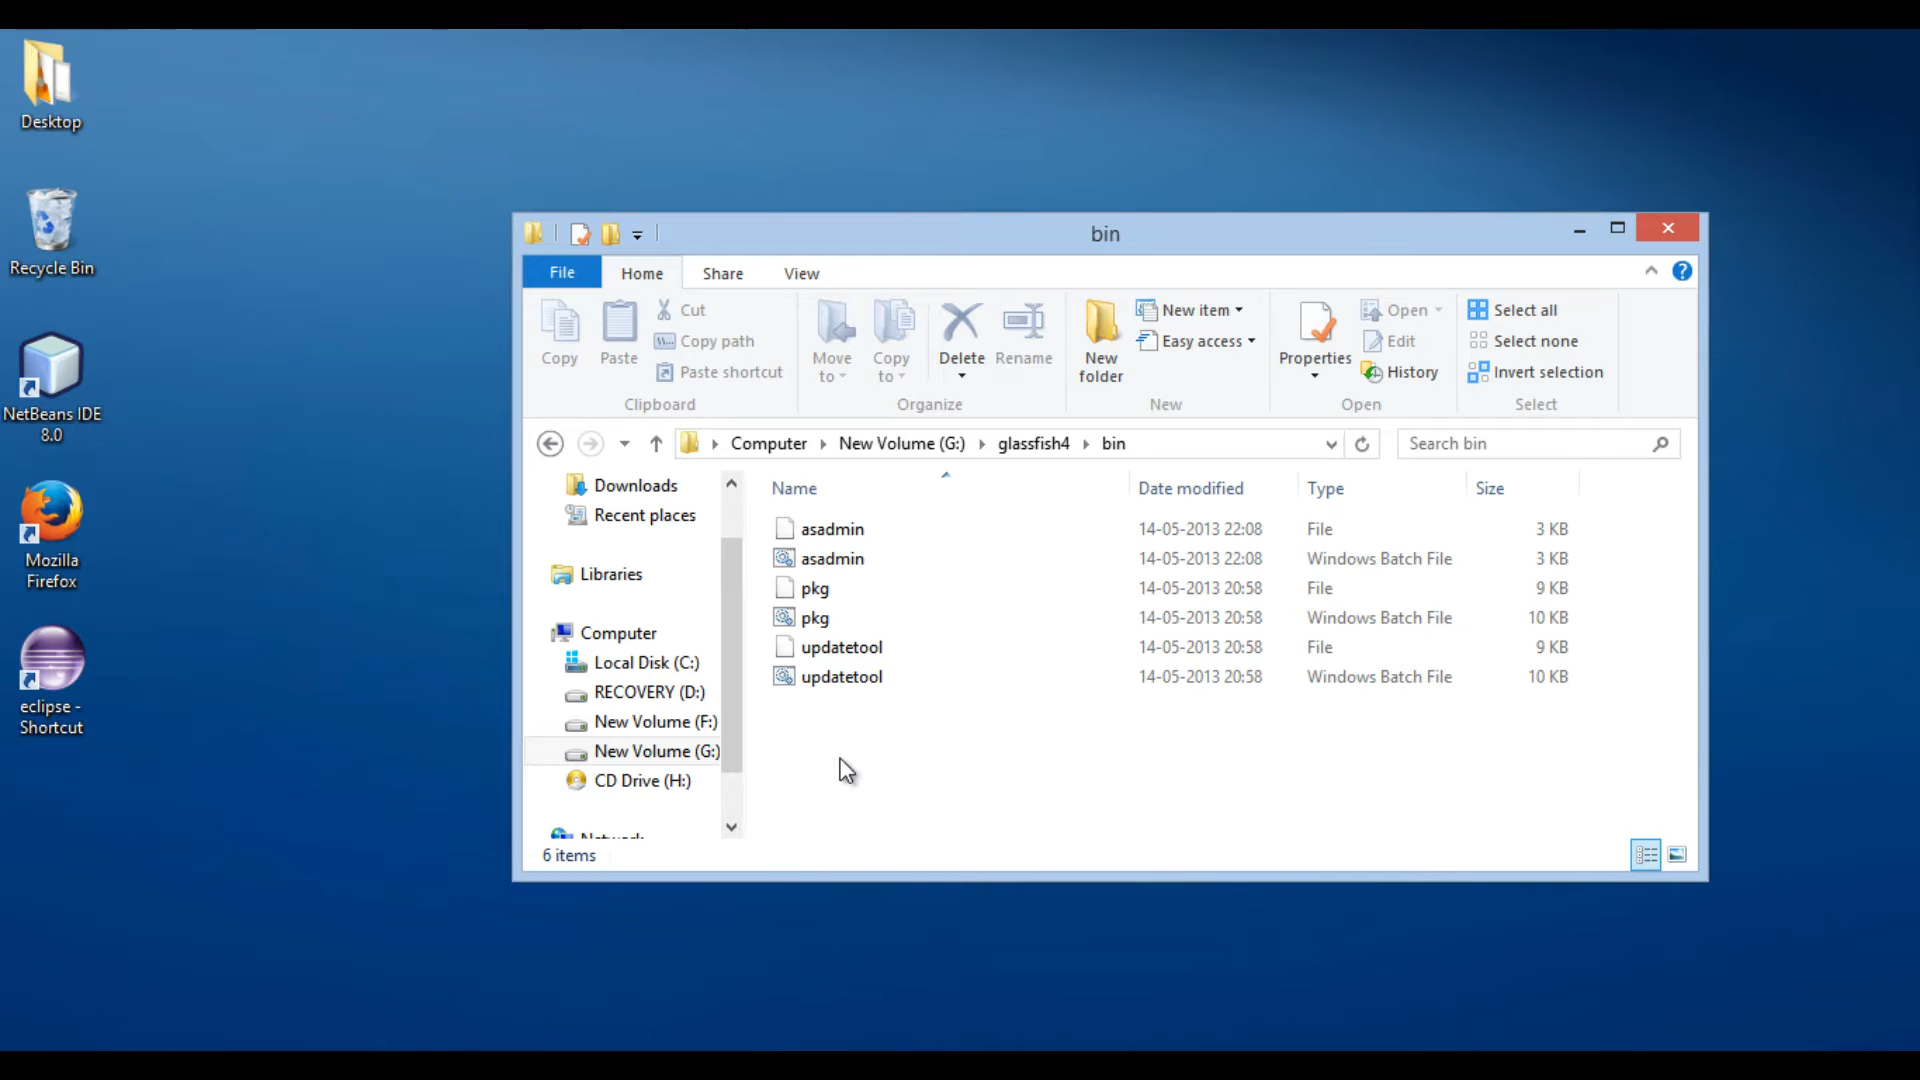 Desktop
Recycle Bin
NetBeans IDE
8.0
Mozilla
Firefox
eclipse -
Shortcut
bin
File Home Share View
Copy
Paste
Cut
Copy path
Paste shortcut
Clipboard
Move
to
Copy
to
Delete
Rename
Organize
New
folder
New item
Easy access
New
Properties
Open
Edit
History
Open
Select all
Select none
Invert selection
Select
Computer New Volume (G:) glassfish4 bin
Search bin
Downloads
Recent places
Libraries
Computer
Local Disk (C:)
RECOVERY (D:)
New Volume (F:)
New Volume (G:)
CD Drive (H:)
Network
Name Date modified Type Size
asadmin 14-05-2013 22:08 File 3 KB
asadmin 14-05-2013 22:08 Windows Batch File 3 KB
pkg 14-05-2013 20:58 File 9 KB
pkg 14-05-2013 20:58 Windows Batch File 10 KB
updatetool 14-05-2013 20:58 File 9 KB
updatetool 14-05-2013 20:58 Windows Batch File 10 KB
6 items